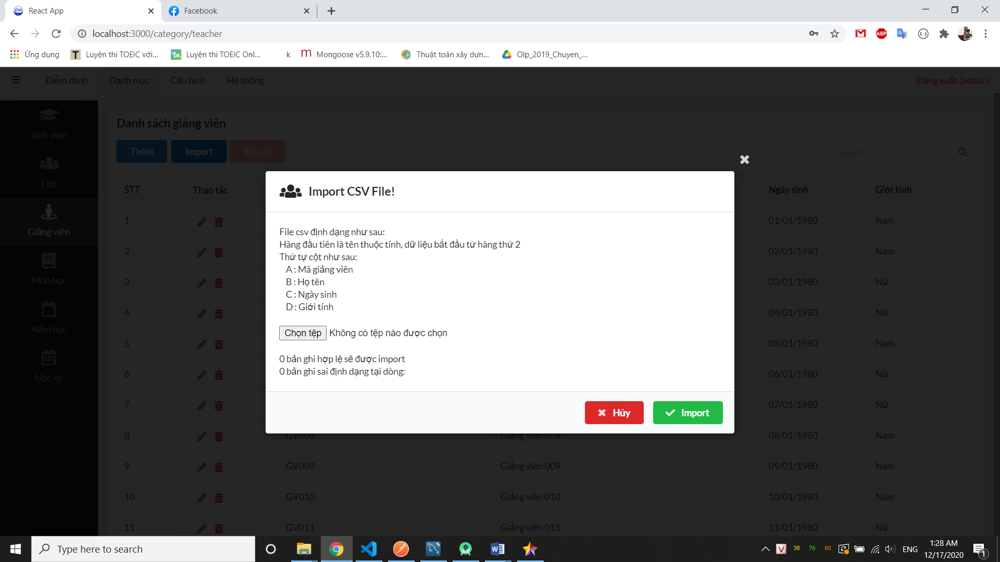 React App
Facebook
localhost:3000/category/teacher
ABP
Ứng dụng
T Luyện thi TOEIC với...
Luyện thi TOEIC Onl...
k
m Mongoose v5.9.10:...
Thuật toán xây dựn...
Olp_2019_Chuyen_...
Điểm danh
Danh mục
Cấu hình
Hệ thống
Đăng xuất (admin)
Sinh viên
Lớp
Giảng viên
Môn học
Năm học
Học kỳ
Danh sách giảng viên
Thêm
Import
Xóa (0)
Search...
STT Thao tác Ngày sinh Giới tính
1 01/01/1980 Nam
2 02/01/1980 Nam
3 03/01/1980 Nữ
4 04/01/1980 Nữ
5 05/01/1980 Nam
6 06/01/1980 Nữ
7 07/01/1980 Nữ
8 GV008 Giảng viên 008 08/01/1980 Nam
9 GV009 Giảng viên 009 09/01/1980 Nam
10 GV010 Giảng viên 010 10/01/1980 Nam
11 GV011 Giảng viên 011 11/01/1980 Nữ
Import CSV File!
File csv định dạng như sau:
Hàng đầu tiên là tên thuộc tính, dữ liệu bắt đầu từ hàng thứ 2
Thứ tự cột như sau:
A : Mã giảng viên
B : Họ tên
C : Ngày sinh
D : Giới tính
Chọn tệp Không có tệp nào được chọn
0 bản ghi hợp lệ sẽ được import
0 bản ghi sai định dạng tại dòng:
Hủy
Import
Type here to search
V
38
76
60
ENG
1:28 AM
12/17/2020
1